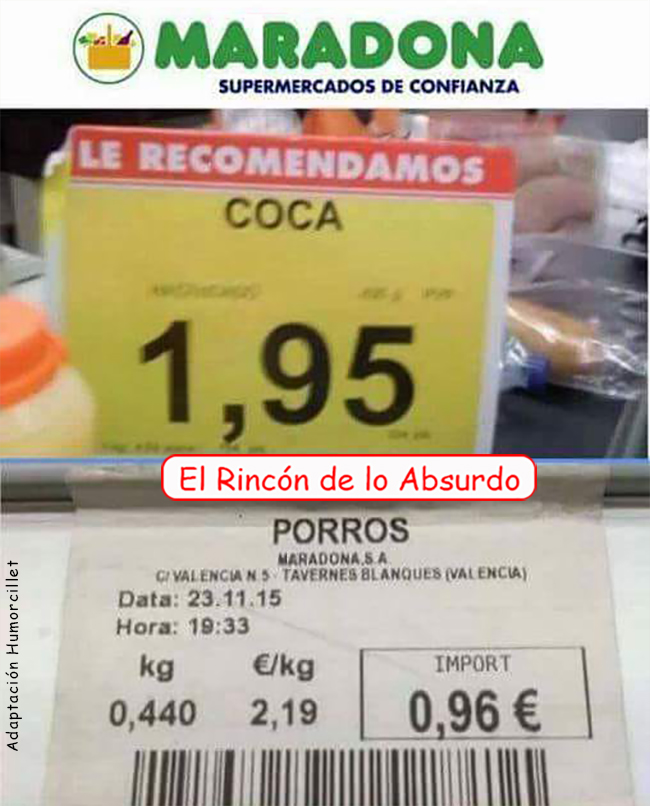 MARADONA
SUPERMERCADOS DE CONFIANZA
LE RECOMENDAMOS
COCA
1,95
El Rincón de lo Absurdo
PORROS
MARADONA,S.A.
C/ VALENCIA N 5 - TAVERNES BLANQUES (VALENCIA)
Data: 23.11.15
Hora: 19:33
kg €/kg IMPORT
0,440 2,19 0,96 €
Adaptación Humorcillet